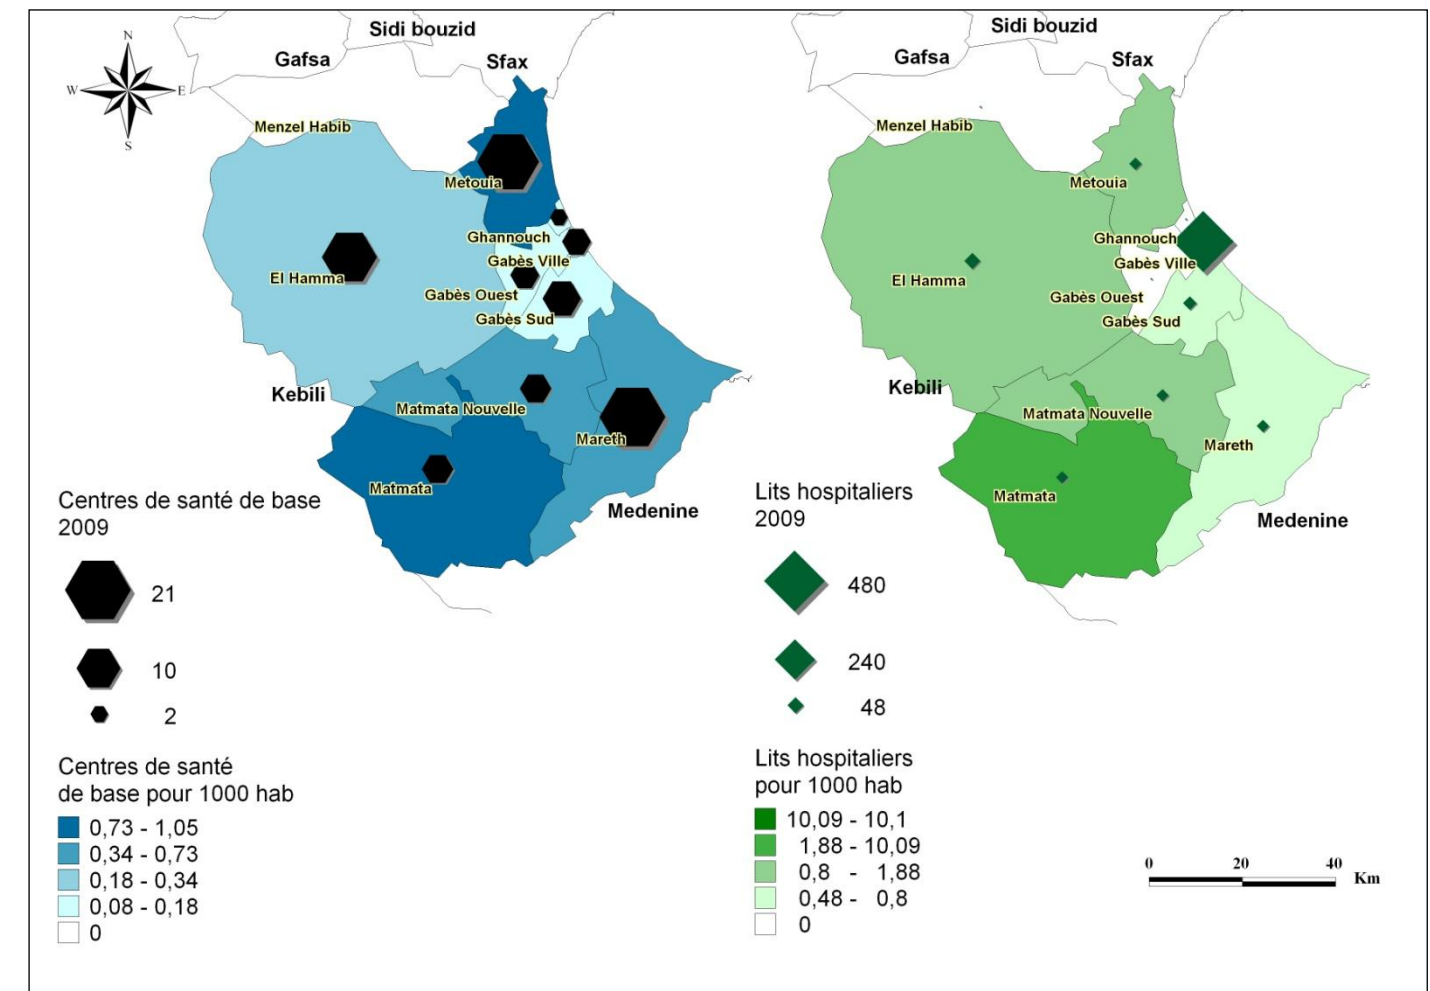 Sidi bouzid
Gafsa
Sfax
N
W
E
S
Menzel Habib
Metouia
Ghannouch
Gabès Ville
El Hamma
Gabès Ouest
Gabès Sud
Kebili
Matmata Nouvelle
Mareth
Matmata
Medenine
Centres de santé de base
2009
21
10
2
Centres de santé
de base pour 1000 hab
0,73 - 1,05
0,34 - 0,73
0,18 - 0,34
0,08 - 0,18
0
Sidi bouzid
Gafsa
Sfax
Menzel Habib
Metouia
Ghannouch
Gabès Ville
El Hamma
Gabès Ouest
Gabès Sud
Kebili
Matmata Nouvelle
Mareth
Matmata
Medenine
Lits hospitaliers
2009
480
240
48
Lits hospitaliers
pour 1000 hab
10,09 - 10,1
1,88 - 10,09
0,8 - 1,88
0,48 - 0,8
0
0 20 40
Km